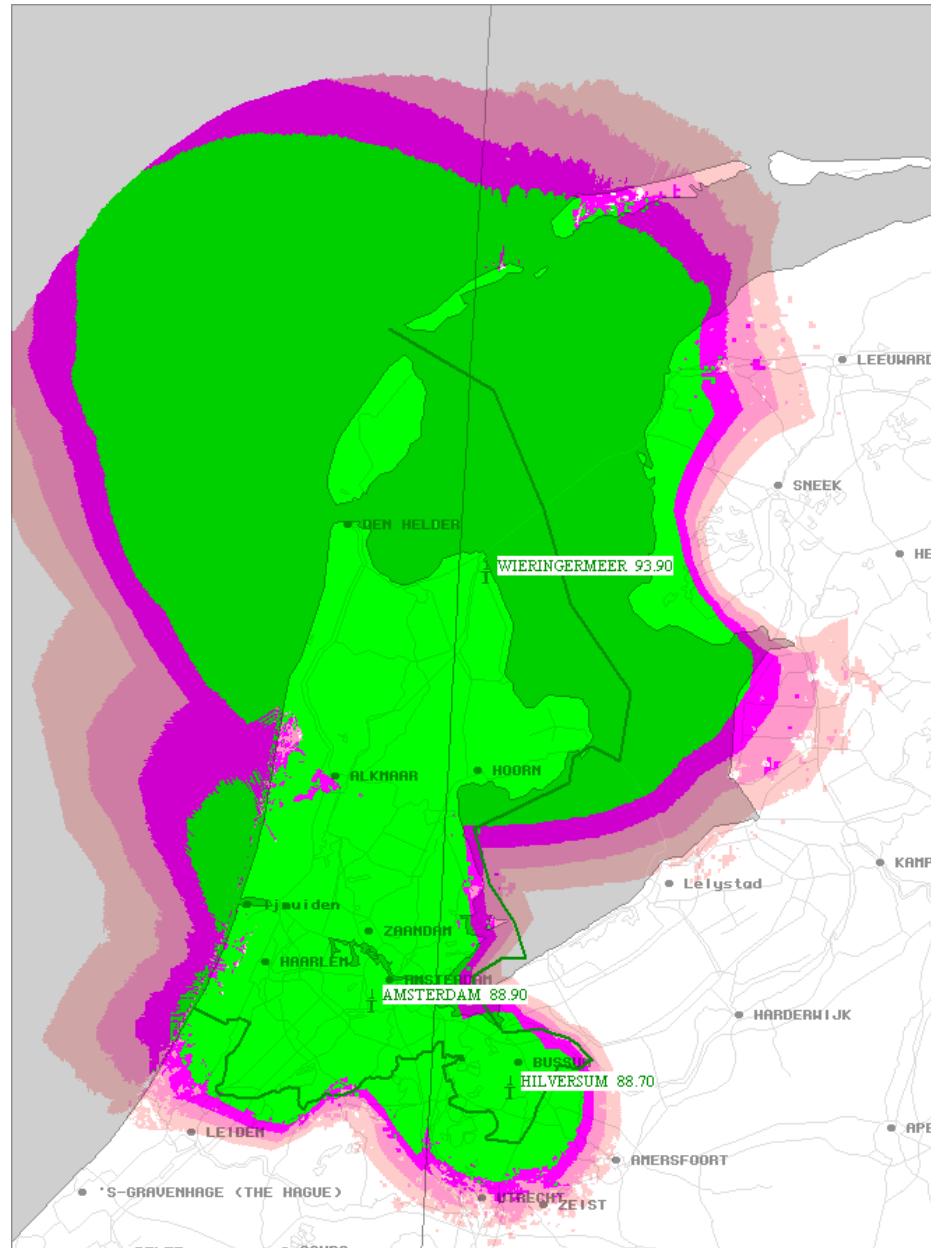 LEEUWARD
SNEEK
DEN HELDER
HE
WIERINGERMEER 93.90
ALKMAAR
HOORN
KAMP
Lelystad
Ijmuiden
ZAANDAM
HAARLEM
AMSTERDAM
AMSTERDAM 88.90
HARDERWIJK
BUSSUM
HILVERSUM 88.70
LEIDEN
APE
AMERSFOORT
'S-GRAVENHAGE (THE HAGUE)
UTRECHT
ZEIST